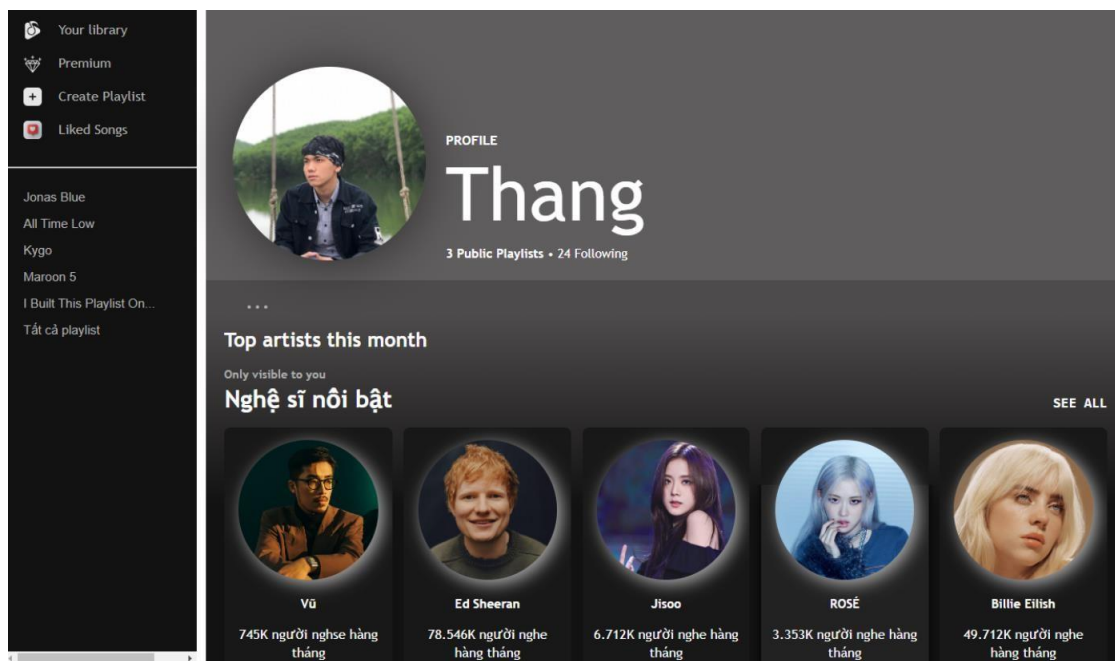 Your library
Premium
Create Playlist
Liked Songs
Jonas Blue
All Time Low
Kygo
Maroon 5
I Built This Playlist On...
Tất cả playlist
PROFILE
Thang
3 Public Playlists • 24 Following
...
Top artists this month
Only visible to you
Nghệ sĩ nổi bật
SEE ALL
Vũ
745K người nghse hàng
tháng
Ed Sheeran
78.546K người nghe
hàng tháng
Jisoo
6.712K người nghe hàng
tháng
ROSÉ
3.353K người nghe hàng
tháng
Billie Eilish
49.712K người nghe
hàng tháng